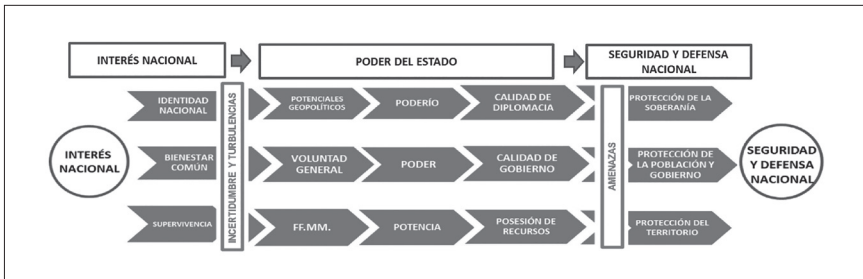 INTERÉS NACIONAL
PODER DEL ESTADO
SEGURIDAD Y DEFENSA
NACIONAL
INTERÉS
NACIONAL
IDENTIDAD
NACIONAL
BIENESTAR
COMÚN
SUPERVIVENCIA
INCERTIDUMBRE Y TURBULENCIAS
POTENCIALES
GEOPOLÍTICOS
PODERÍO
CALIDAD DE
DIPLOMACIA
VOLUNTAD
GENERAL
PODER
CALIDAD DE
GOBIERNO
FF.MM.
POTENCIA
POSESIÓN DE
RECURSOS
AMENAZAS
PROTECCIÓN DE LA
SOBERANÍA
PROTECCIÓN DE
LA POBLACIÓN Y
GOBIERNO
PROTECCIÓN DEL
TERRITORIO
SEGURIDAD
Y DEFENSA
NACIONAL